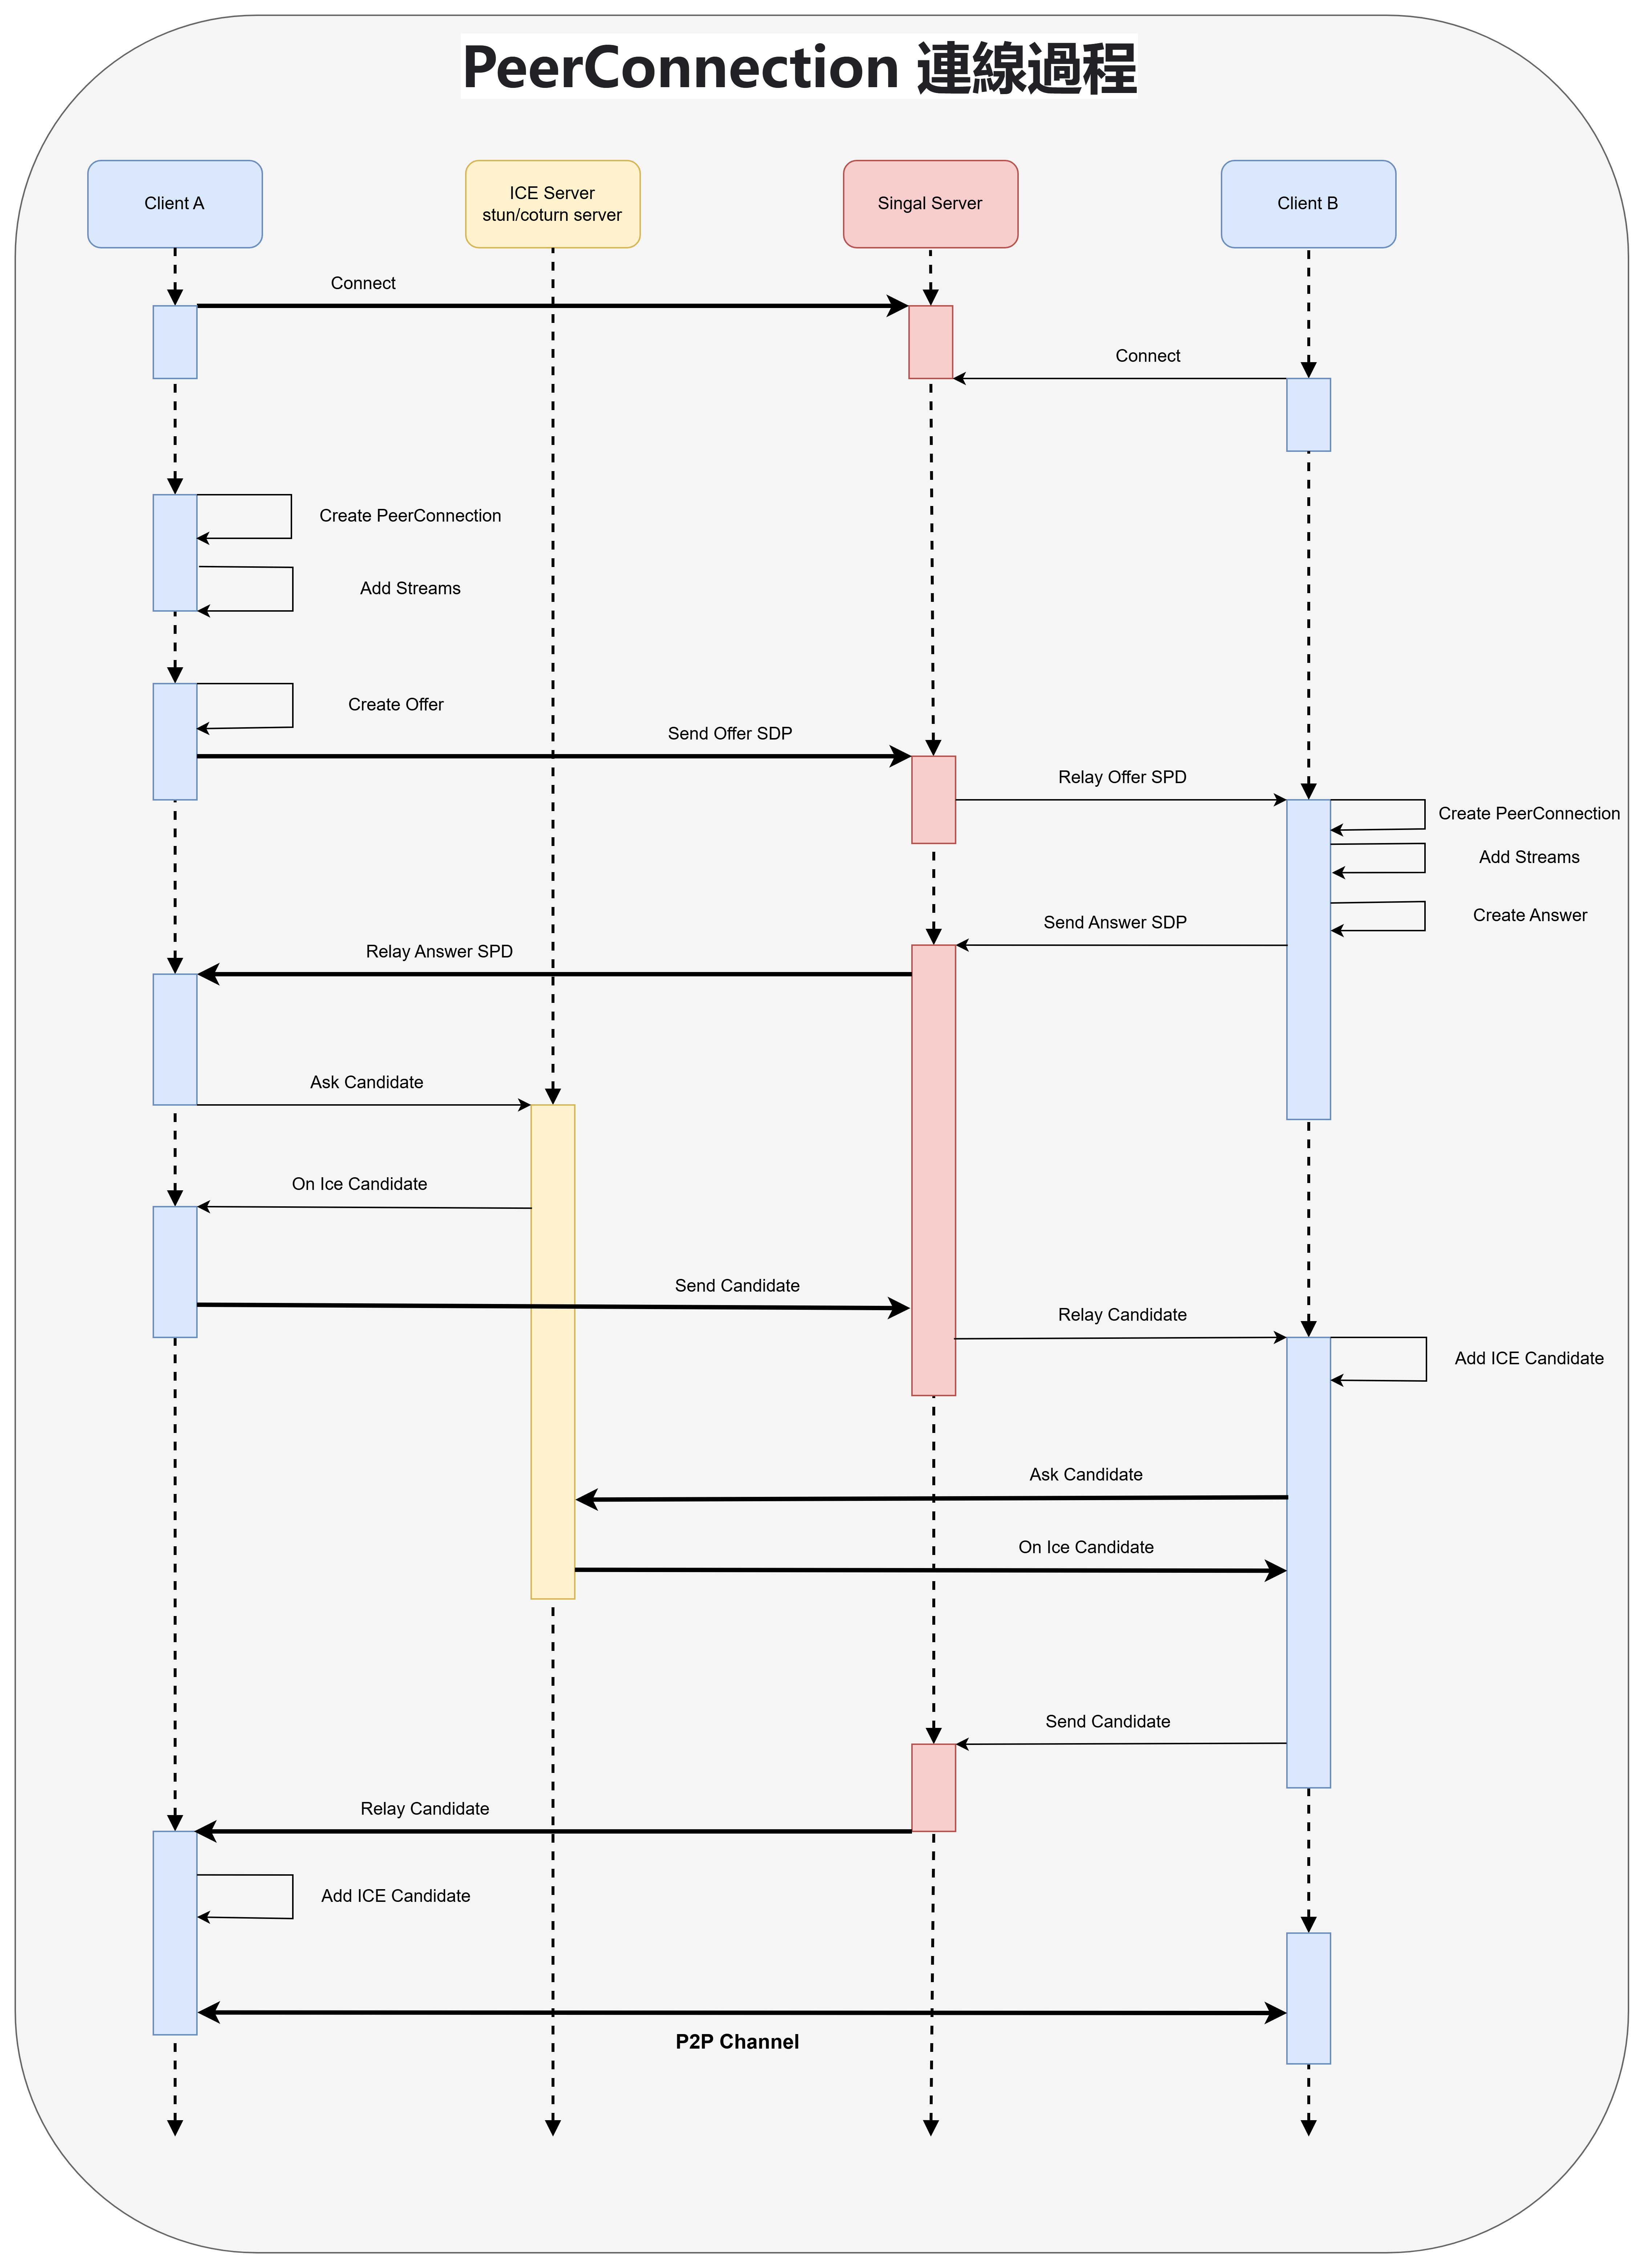 PeerConnection 連線過程
Client A
ICE Server
stun/coturn server
Singal Server
Client B
Connect
Connect
Create PeerConnection
Add Streams
Create Offer
Send Offer SDP
Relay Offer SPD
Create PeerConnection
Add Streams
Create Answer
Send Answer SDP
Relay Answer SPD
Ask Candidate
On Ice Candidate
Send Candidate
Relay Candidate
Add ICE Candidate
Ask Candidate
On Ice Candidate
Send Candidate
Relay Candidate
Add ICE Candidate
P2P Channel